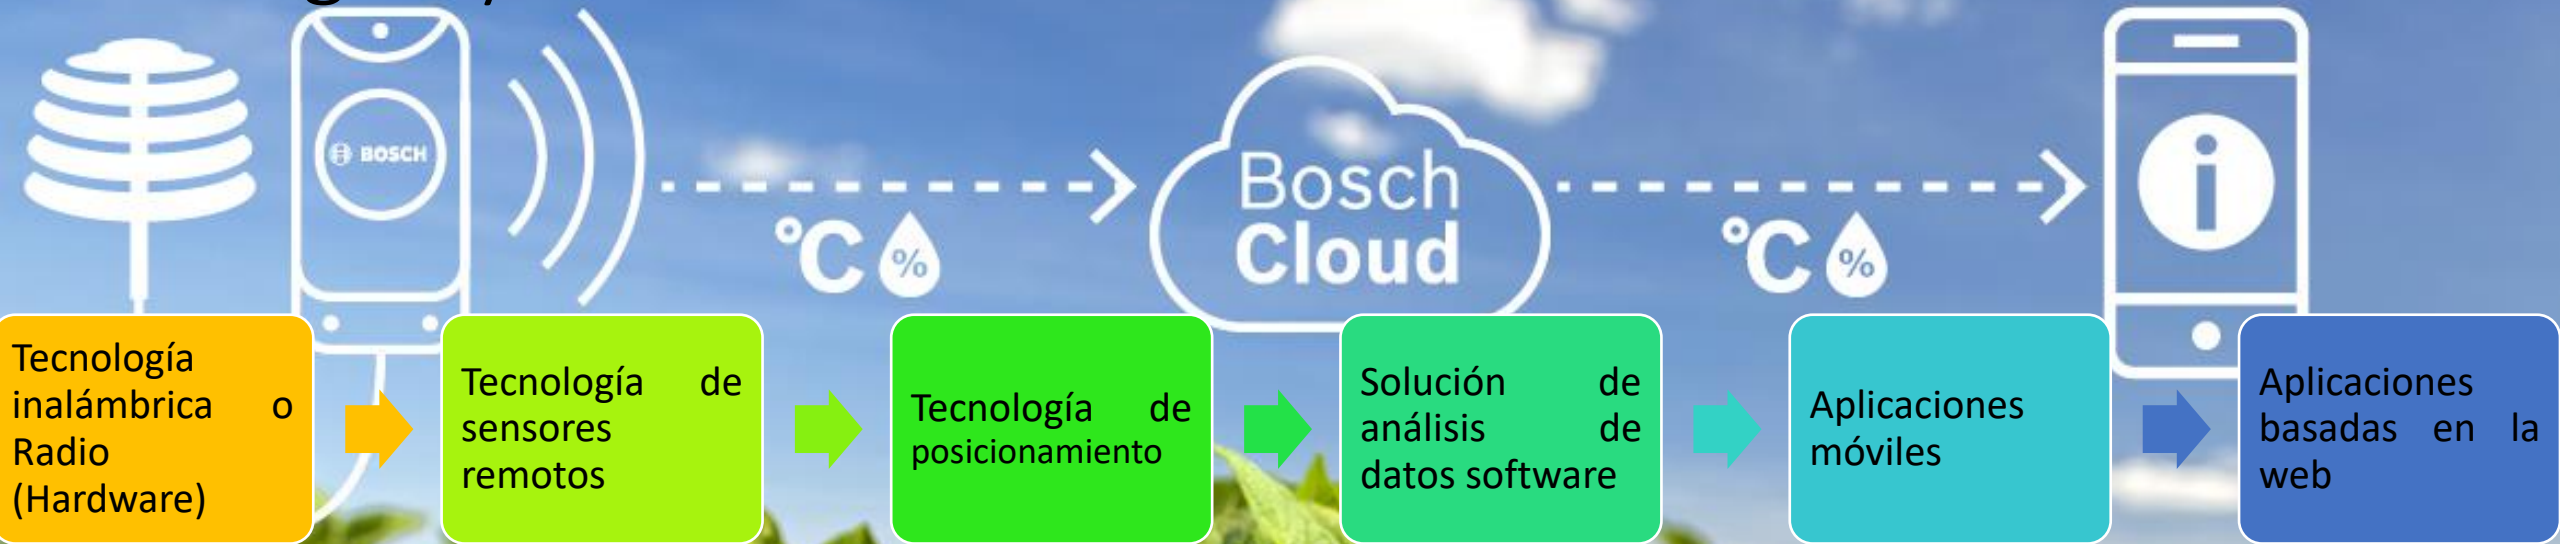 BOSCH
°C %
Bosch
Cloud
°C %
i
Tecnología
inalámbrica o
Radio
(Hardware)
Tecnología de
sensores
remotos
Tecnología de
posicionamiento
Solución de
análisis de
datos software
Aplicaciones
móviles
Aplicaciones
basadas en la
web